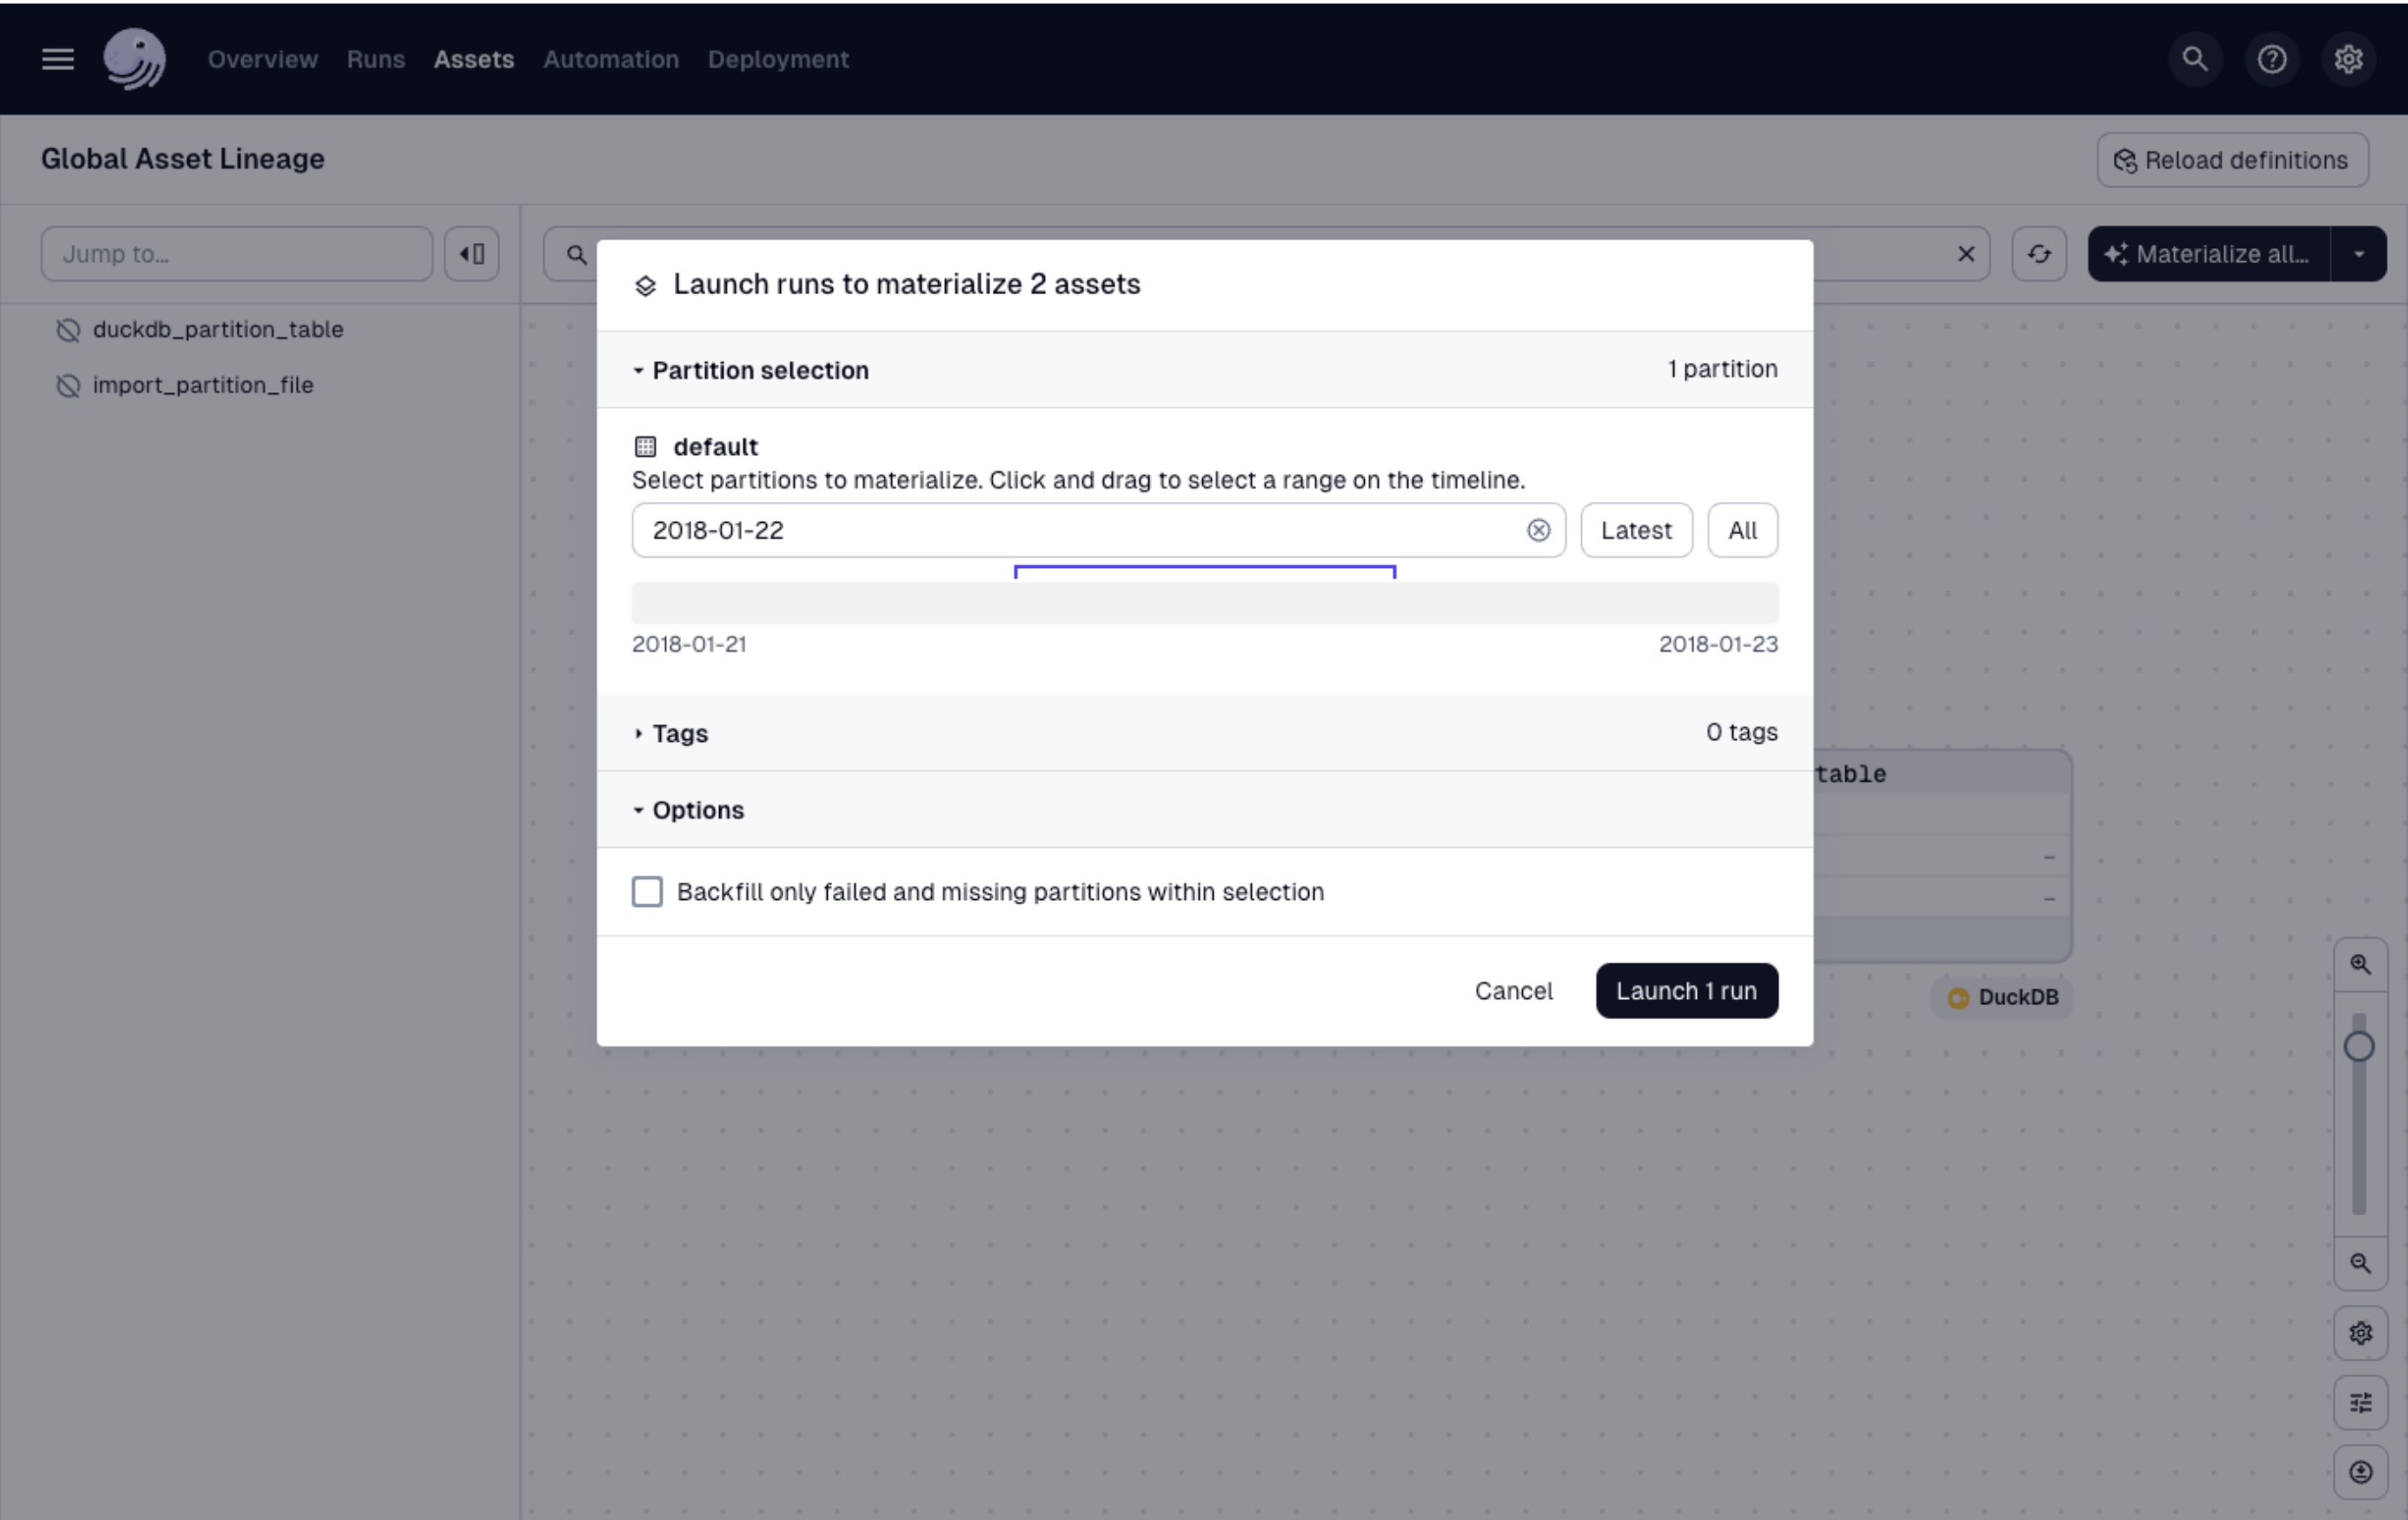 Overview Runs Assets Automation Deployment
Global Asset Lineage
Reload definitions
Jump to…
Materialize all…
duckdb_partition_table
import_partition_file
Launch runs to materialize 2 assets
Partition selection
1 partition
default
Select partitions to materialize. Click and drag to select a range on the timeline.
2018-01-22
Latest
All
2018-01-21
2018-01-23
Tags
0 tags
Options
Backfill only failed and missing partitions within selection
Cancel
Launch 1 run
table
–
–
DuckDB